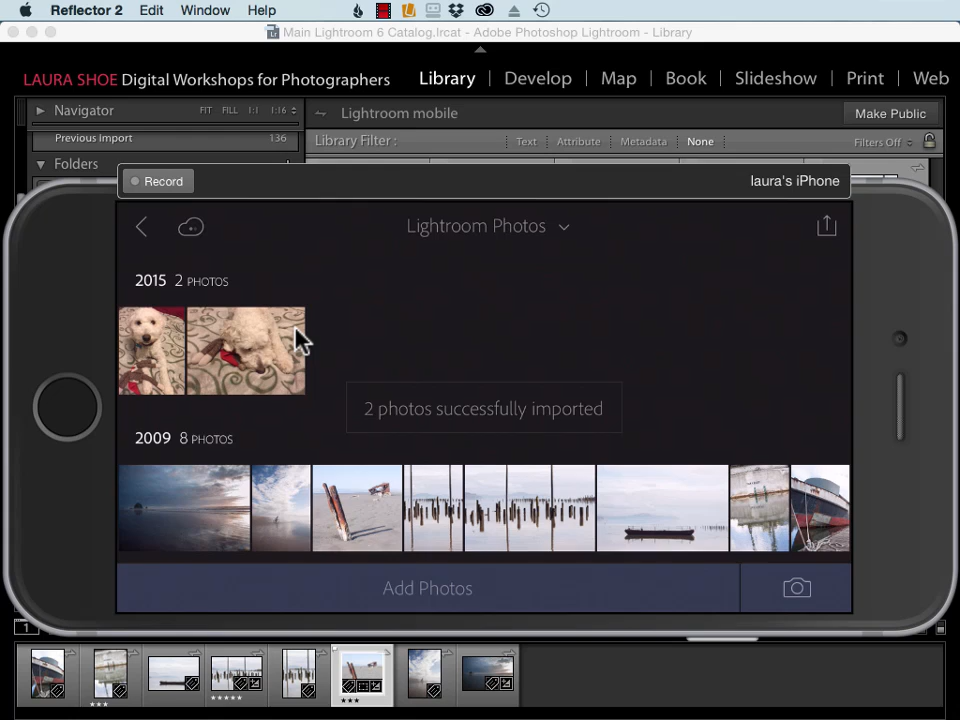 Reflector 2 Edit Window Help
Main Lightroom 6 Catalog.lrcat - Adobe Photoshop Lightroom - Library
LAURA SHOE Digital Workshops for Photographers
Library | Develop | Map | Book | Slideshow | Print | Web
Navigator FIT FILL 1:1 1:16
Lightroom mobile
Make Public
Previous Import 136
Library Filter : Text Attribute Metadata None Filters Off
Folders
Record
laura's iPhone
Lightroom Photos
2015 2 PHOTOS
2 photos successfully imported
2009 8 PHOTOS
Add Photos
1